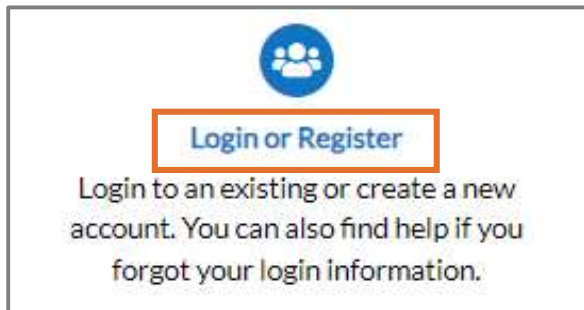 Login or Register
Login to an existing or create a new
account. You can also find help if you
forgot your login information.